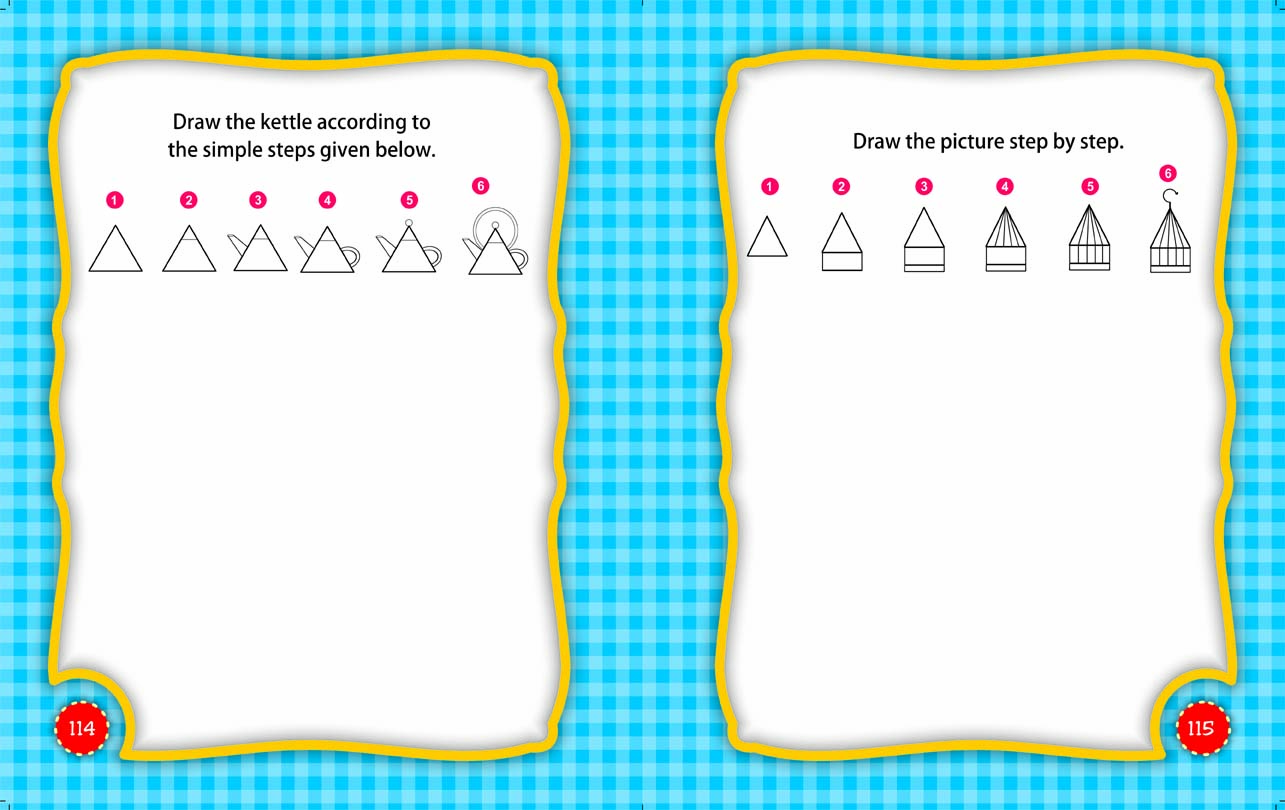 Draw the kettle according to
the simple steps given below.
1 2 3 4 5 6
114
Draw the picture step by step.
1 2 3 4 5 6
115